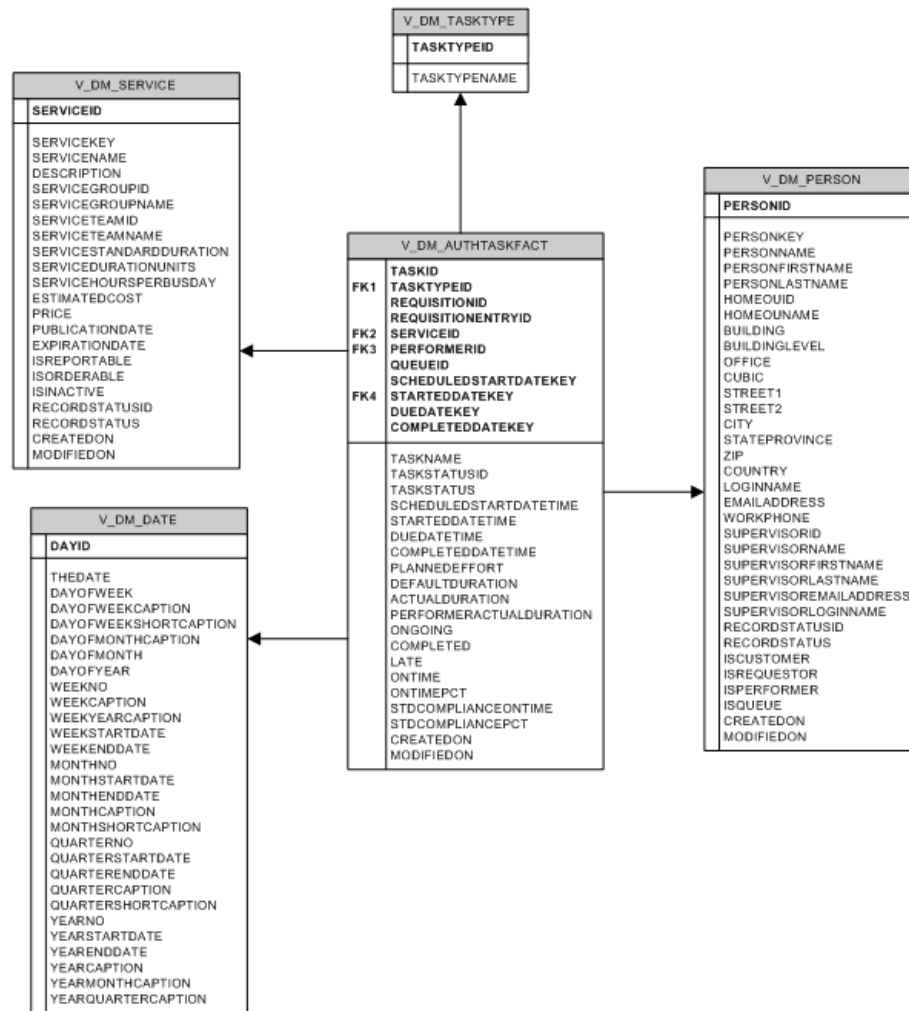 V_DM_TASKTYPE
TASKTYPEID
TASKTYPENAME
V_DM_SERVICE
SERVICEID
SERVICEKEY
SERVICENAME
DESCRIPTION
SERVICEGROUPID
SERVICEGROUPNAME
SERVICETEAMID
SERVICETEAMNAME
SERVICESTANDARDDURATION
SERVICEDURATIONUNITS
SERVICEHOURSPERBUSDAY
ESTIMATEDCOST
PRICE
PUBLICATIONDATE
EXPIRATIONDATE
ISREPORTABLE
ISORDERABLE
ISINACTIVE
RECORDSTATUSID
RECORDSTATUS
CREATEDON
MODIFIEDON
V_DM_AUTHTASKFACT
TASKID
FK1 TASKTYPEID
REQUISITIONID
REQUISITIONENTRYID
FK2 SERVICEID
FK3 PERFORMERID
QUEUEID
SCHEDULEDSTARTDATEKEY
FK4 STARTEDDATEKEY
DUEDATEKEY
COMPLETEDDATEKEY
TASKNAME
TASKSTATUSID
TASKSTATUS
SCHEDULEDSTARTDATETIME
STARTEDDATETIME
DUEDATETIME
COMPLETEDDATETIME
PLANNEDEFFORT
DEFAULTDURATION
ACTUALDURATION
PERFORMERACTUALDURATION
ONGOING
COMPLETED
LATE
ONTIME
ONTIMEPCT
STDCOMPLIANCEONTIME
STDCOMPLIANCEPCT
CREATEDON
MODIFIEDON
V_DM_PERSON
PERSONID
PERSONKEY
PERSONNAME
PERSONFIRSTNAME
PERSONLASTNAME
HOMEOUID
HOMEOUNAME
BUILDING
BUILDINGLEVEL
OFFICE
CUBIC
STREET1
STREET2
CITY
STATEPROVINCE
ZIP
COUNTRY
LOGINNAME
EMAILADDRESS
WORKPHONE
SUPERVISORID
SUPERVISORNAME
SUPERVISORFIRSTNAME
SUPERVISORLASTNAME
SUPERVISOREMAILADDRESS
SUPERVISORLOGINNAME
RECORDSTATUSID
RECORDSTATUS
ISCUSTOMER
ISREQUESTOR
ISPERFORMER
ISQUEUE
CREATEDON
MODIFIEDON
V_DM_DATE
DAYID
THEDATE
DAYOFWEEK
DAYOFWEEKCAPTION
DAYOFWEEKSHORTCAPTION
DAYOFMONTHCAPTION
DAYOFMONTH
DAYOFYEAR
WEEKNO
WEEKCAPTION
WEEKYEARCAPTION
WEEKSTARTDATE
WEEKENDDATE
MONTHNO
MONTHSTARTDATE
MONTHENDDATE
MONTHCAPTION
MONTHSHORTCAPTION
QUARTERNO
QUARTERSTARTDATE
QUARTERENDDATE
QUARTERCAPTION
QUARTERSHORTCAPTION
YEARNO
YEARSTARTDATE
YEARENDDATE
YEARCAPTION
YEARMONTHCAPTION
YEARQUARTERCAPTION